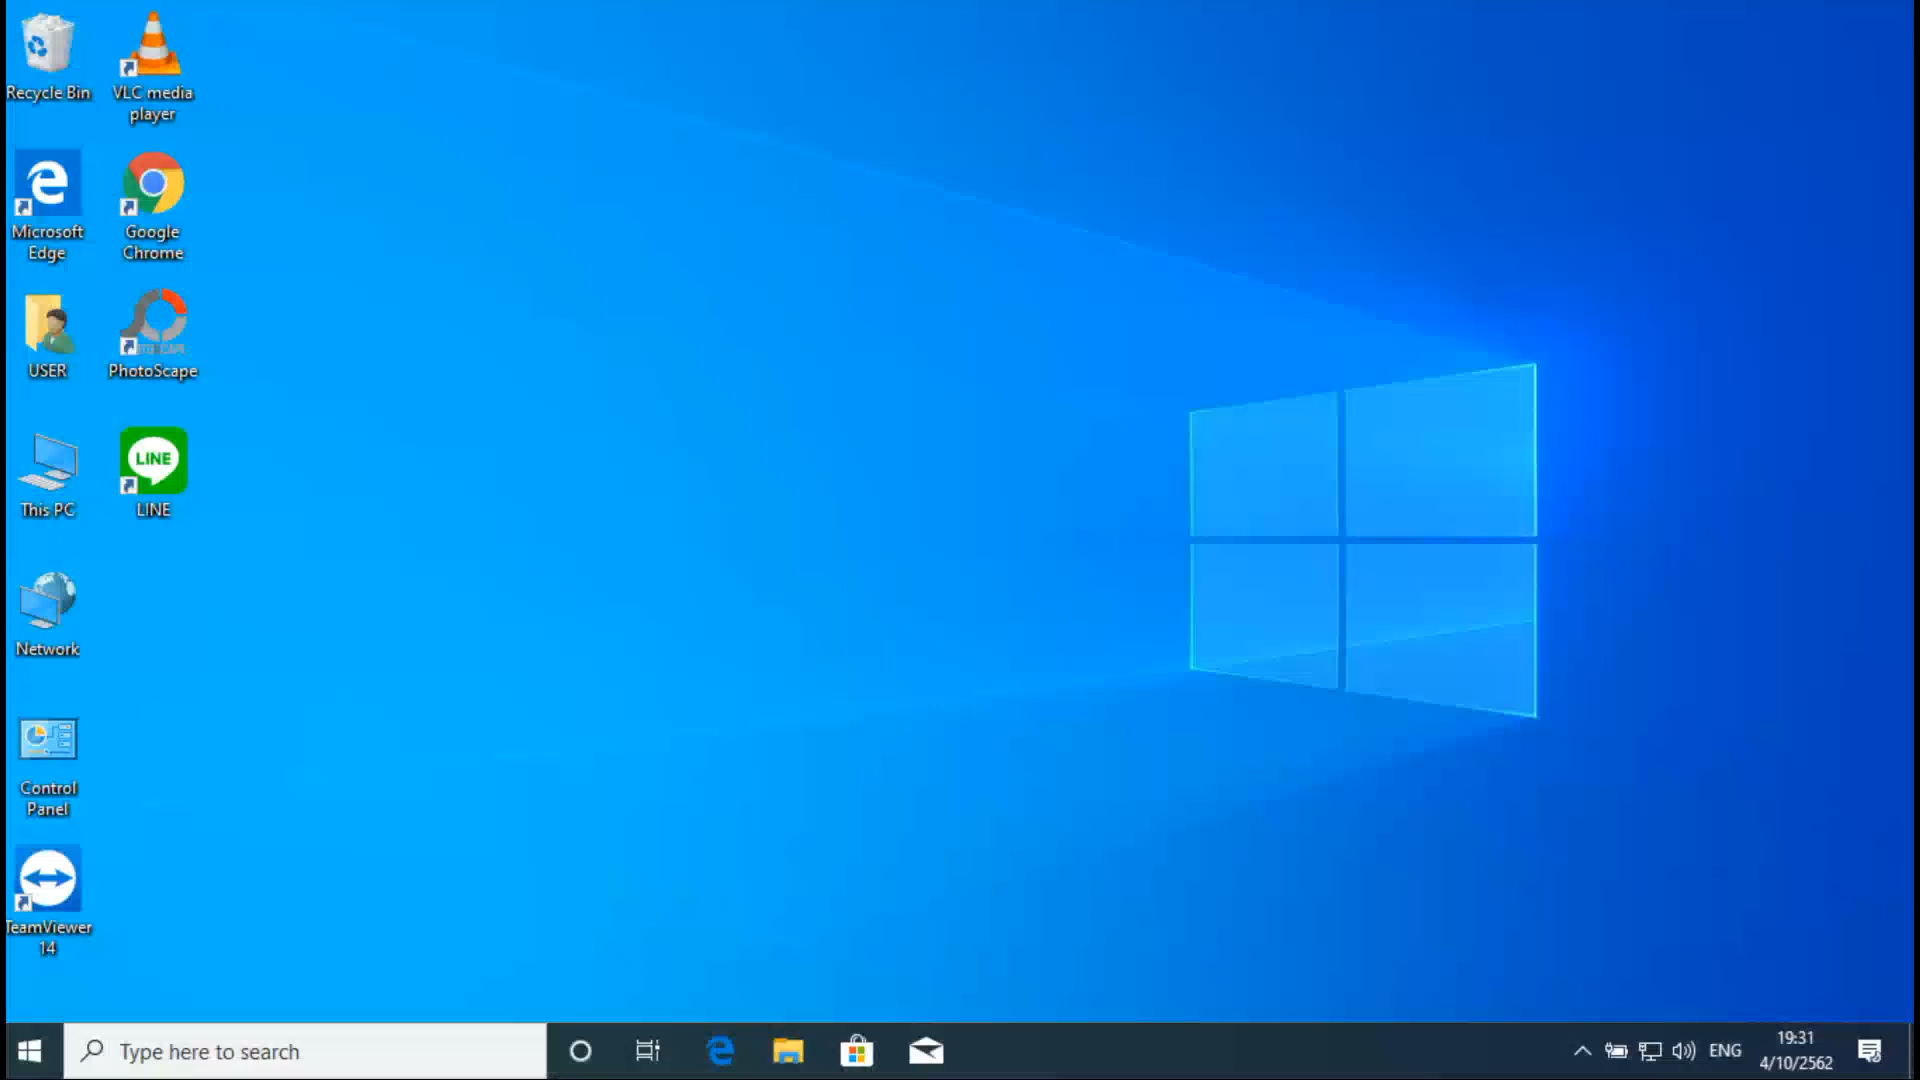 Recycle Bin
VLC media
player
Microsoft
Edge
Google
Chrome
USER
PhotoScape
This PC
LINE
LINE
Network
Control
Panel
TeamViewer
14
Type here to search
ENG
19:31
4/10/2562